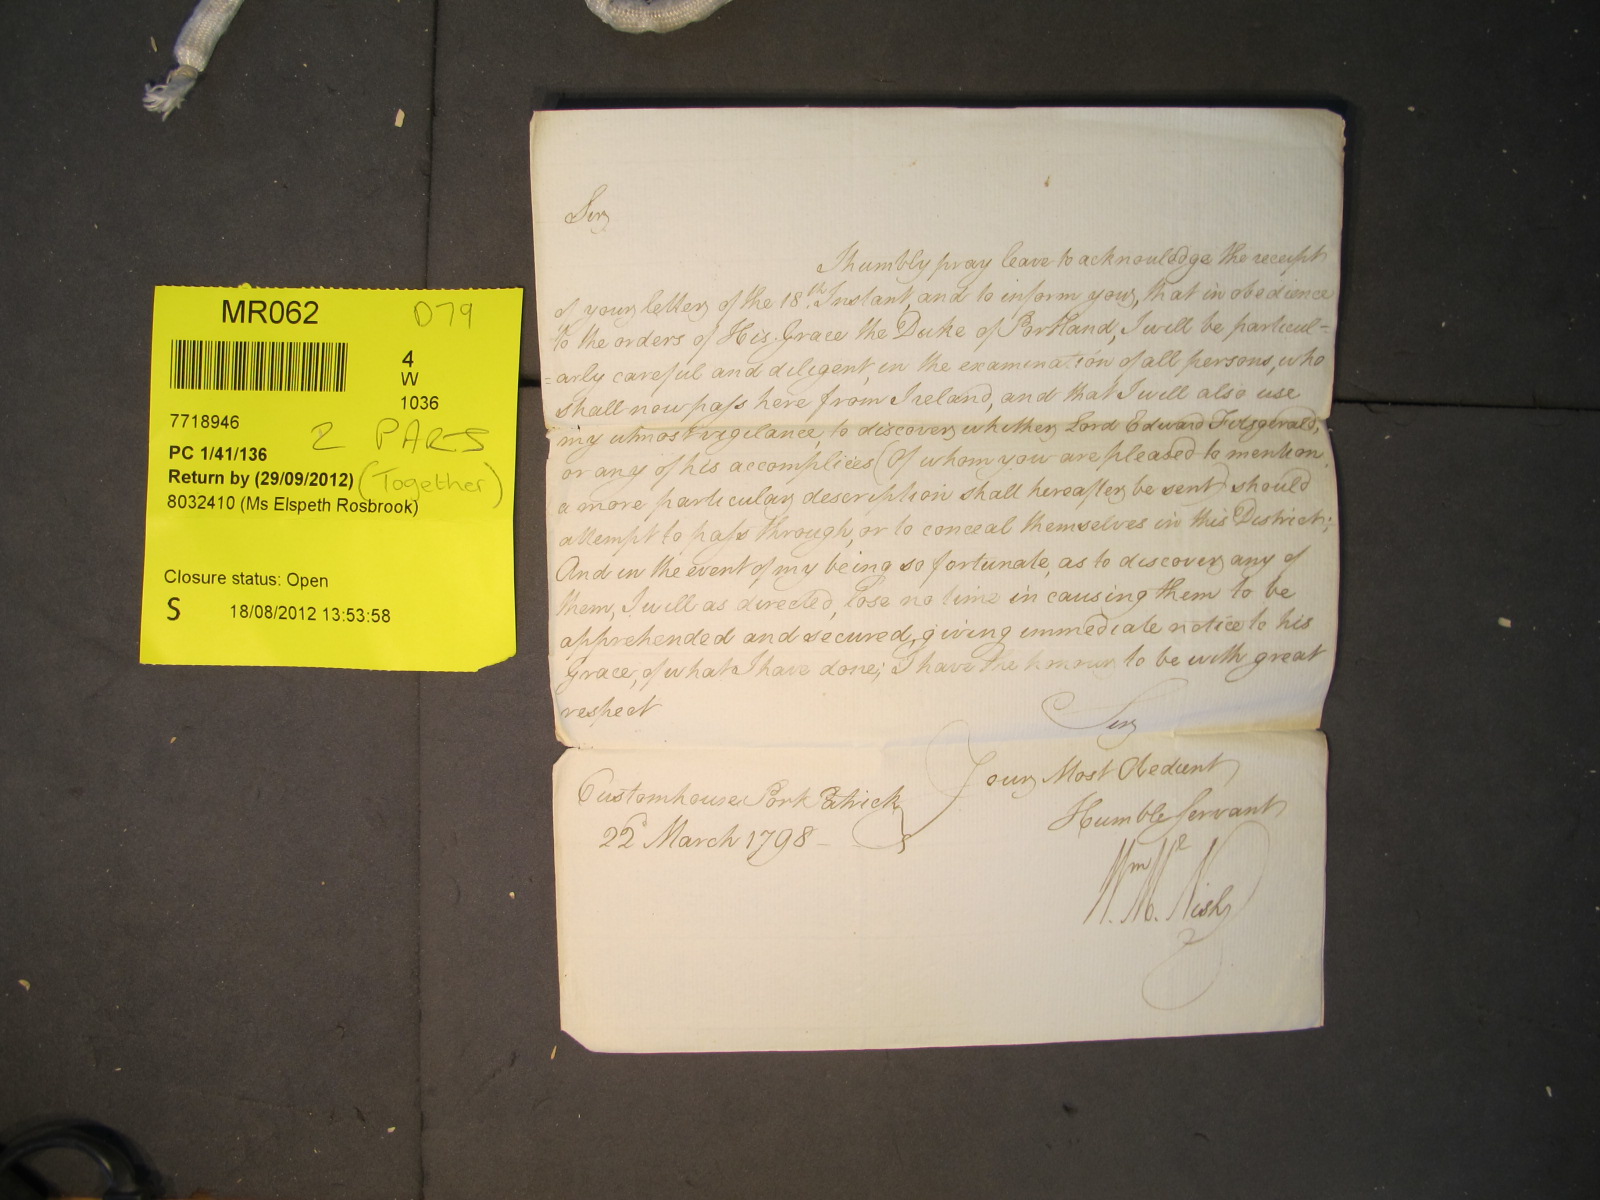 MR062 D79
4
W
1036
7718946
2 PARTS
PC 1/41/136
Return by (29/09/2012) (Together)
8032410 (Ms Elspeth Rosbrook)
Closure status: Open
S 18/08/2012 13:53:58
Sir
I humbly pray leave to acknowledge the receipt
of your letter of the 18th Instant, and to inform you, that in obedience
to the orders of His Grace the Duke of Portland, I will be particul=
=arly careful and diligent, in the examination of all persons, who
shall now pass here from Ireland, and that I will also use
my utmost vigilance, to discover whether Lord Edward Fitzgerald,
or any of his accomplices (Of whom you are pleased to mention
a more particular description shall hereafter be sent) should
attempt to pass through, or to conceal themselves in this District;
And in the event of my being so fortunate, as to discover any of
them, I will as directed, lose no time in causing them to be
apprehended and secured, giving immediate notice to his
Grace, of what I have done; I have the honour to be with great
respect
Sir
Your Most Obedient
Humble Servant
Customhouse Port Patrick
22d March 1798
Wm